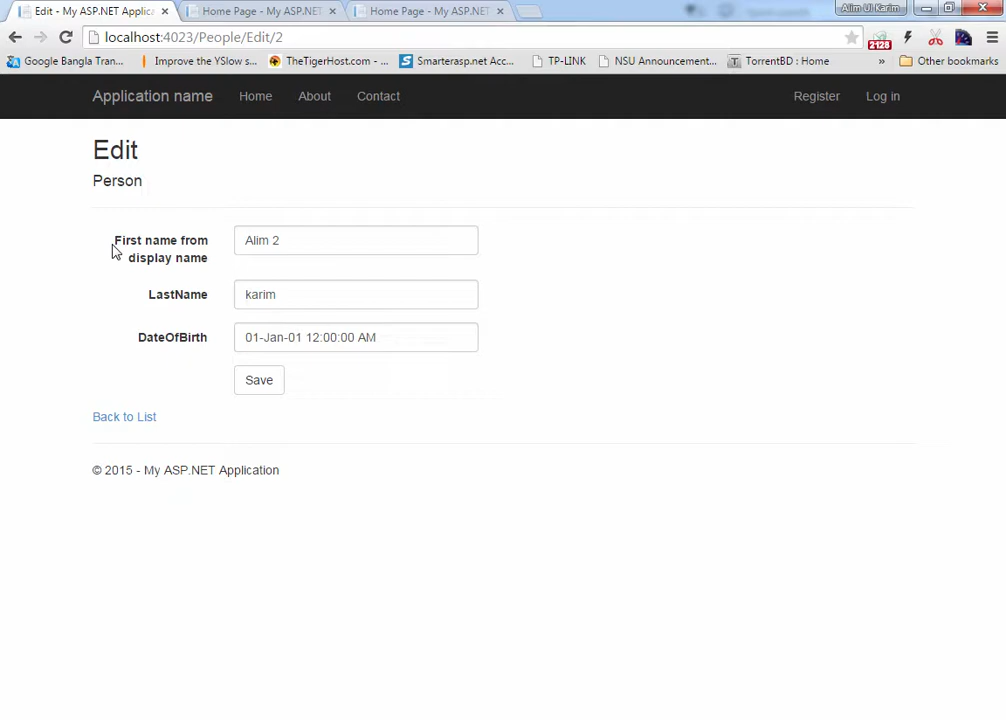 Edit - My ASP.NET Applica
Home Page - My ASP.NET
Home Page - My ASP.NET
Alim Ul Karim
localhost:4023/People/Edit/2
2128
Google Bangla Tran...
Improve the YSlow s...
TheTigerHost.com - ...
Smarterasp.net Acc...
TP-LINK
NSU Announcement...
TorrentBD : Home
»
Other bookmarks
Application name
Home
About
Contact
Register
Log in
Edit
Person
First name from
display name
Alim 2
LastName
karim
DateOfBirth
01-Jan-01 12:00:00 AM
Save
Back to List
© 2015 - My ASP.NET Application